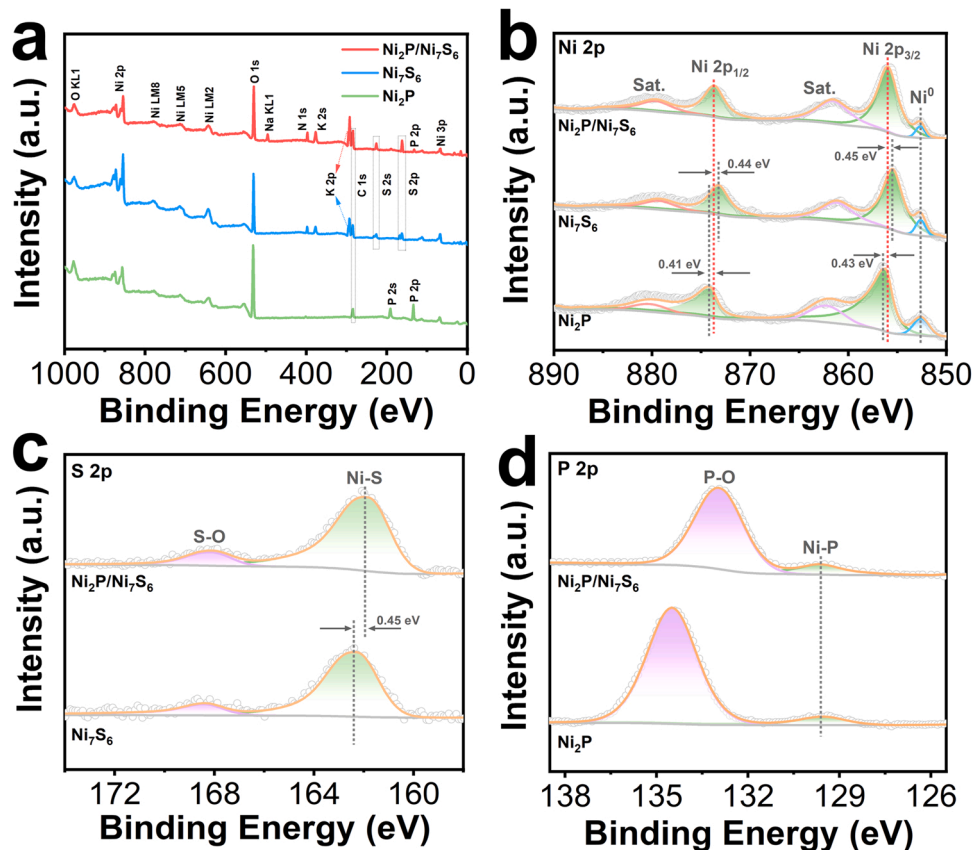 a
Intensity (a.u.)
O KL1
Ni 2p
Ni LM8
Ni LM5
Ni LM2
O 1s
Na KL1
N 1s
K 2s
K 2p
C 1s
S 2s
S 2p
P 2p
Ni 3p
P 2s
P 2p
Ni₂P/Ni₇S₆
Ni₇S₆
Ni₂P
1000 800 600 400 200 0
Binding Energy (eV)
b
Intensity (a.u.)
Ni 2p
Ni 2p₁/₂
Ni 2p₃/₂
Sat.
Sat.
Ni⁰
Ni₂P/Ni₇S₆
0.44 eV
0.45 eV
Ni₇S₆
0.41 eV
0.43 eV
Ni₂P
890 880 870 860 850
Binding Energy (eV)
c
Intensity (a.u.)
S 2p
Ni-S
S-O
Ni₂P/Ni₇S₆
0.45 eV
Ni₇S₆
172 168 164 160
Binding Energy (eV)
d
Intensity (a.u.)
P 2p
P-O
Ni-P
Ni₂P/Ni₇S₆
Ni₂P
138 135 132 129 126
Binding Energy (eV)